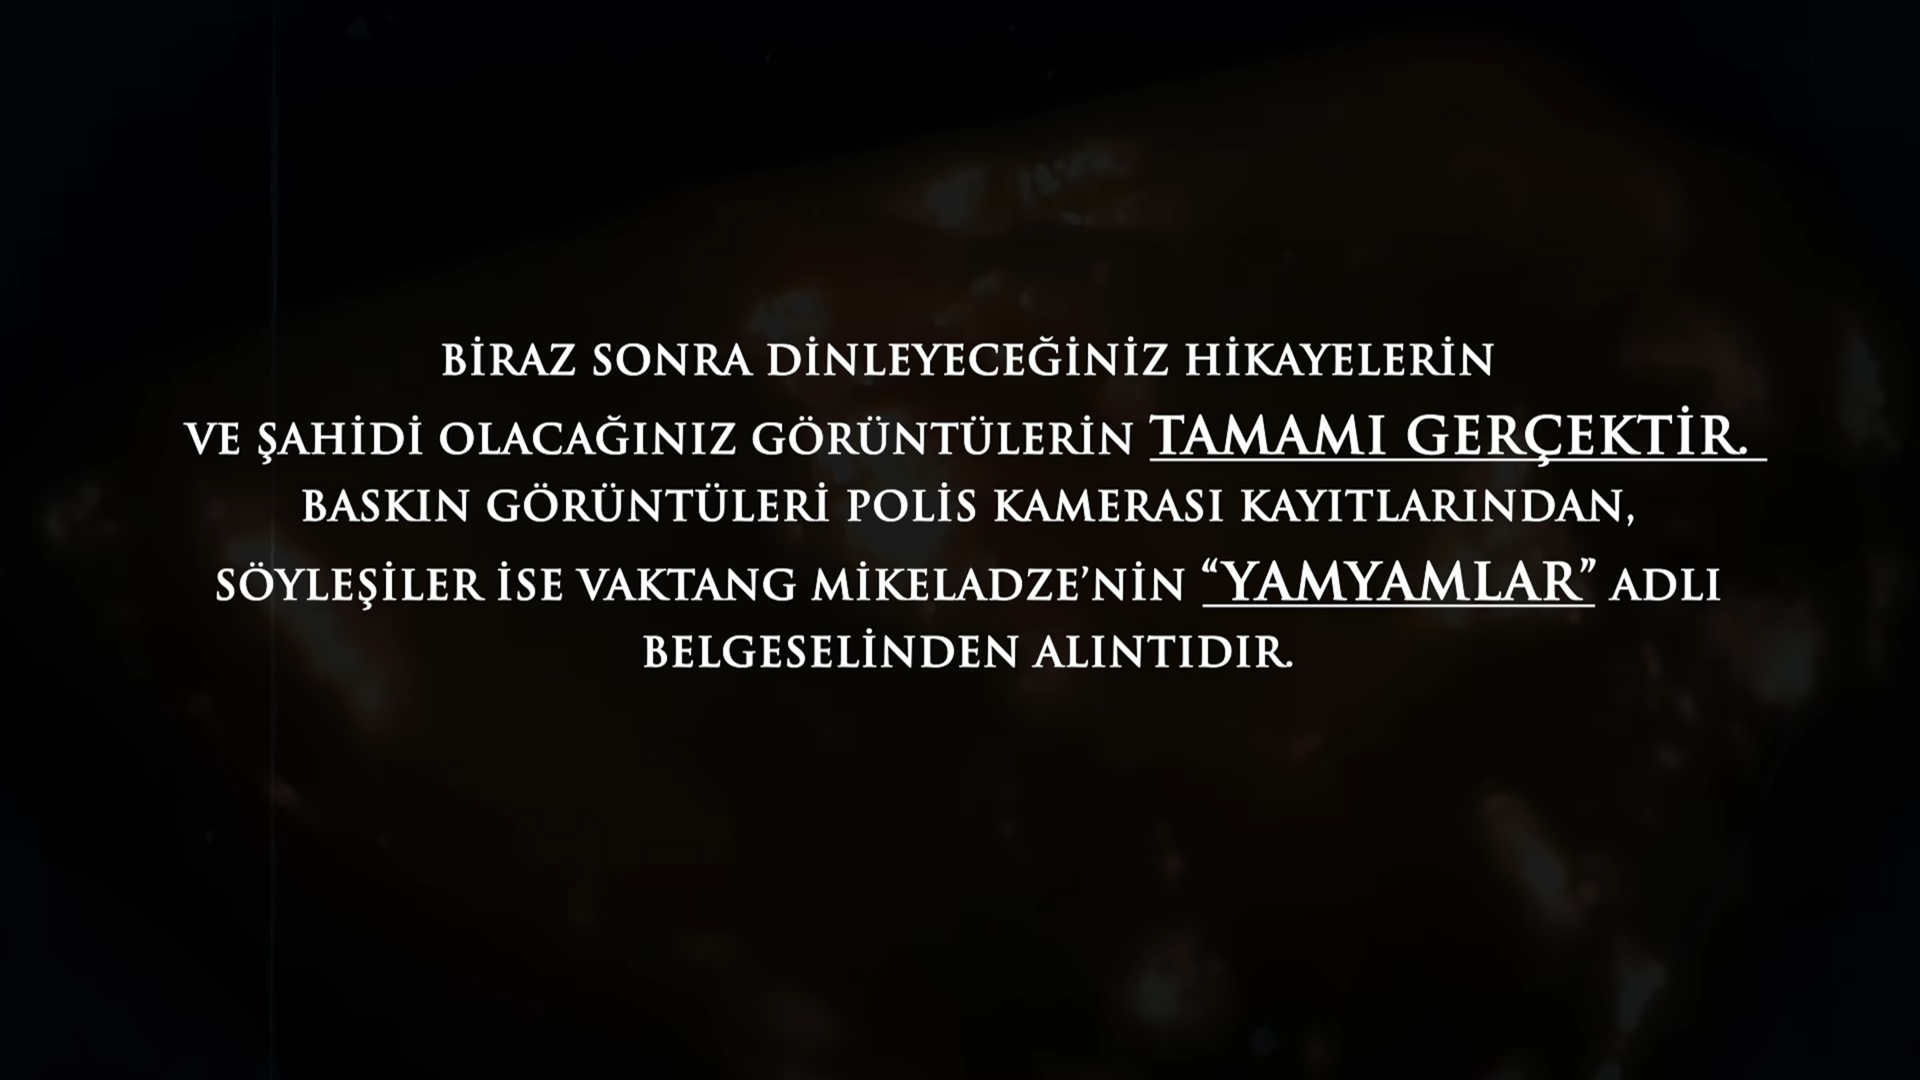 BİRAZ SONRA DİNLEYECEĞİNİZ HİKAYELERİN
VE ŞAHİDİ OLACAĞINIZ GÖRÜNTÜLERİN TAMAMI GERÇEKTİR.
BASKIN GÖRÜNTÜLERİ POLİS KAMERASI KAYITLARINDAN,
SÖYLEŞİLER İSE VAKTANG MİKELADZE’NİN “YAMYAMLAR” ADLI
BELGESELİNDEN ALINTIDIR.